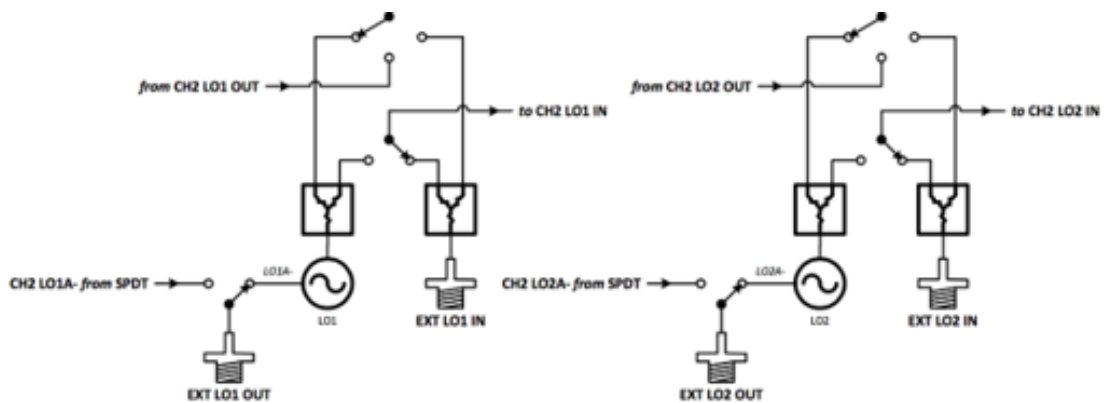 from CH2 LO1 OUT
to CH2 LO1 IN
CH2 LO1A- from SPDT
LO1A-
LO1
EXT LO1 IN
EXT LO1 OUT
from CH2 LO2 OUT
to CH2 LO2 IN
CH2 LO2A- from SPDT
LO2A-
LO2
EXT LO2 IN
EXT LO2 OUT